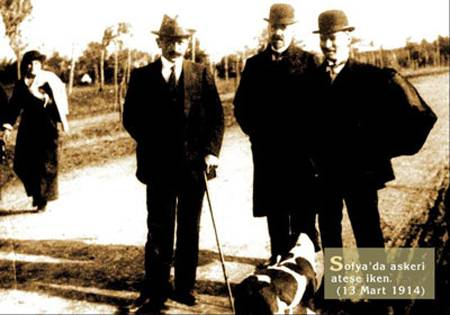 Sofya'da askeri
ateşe iken.
(13 Mart 1914)